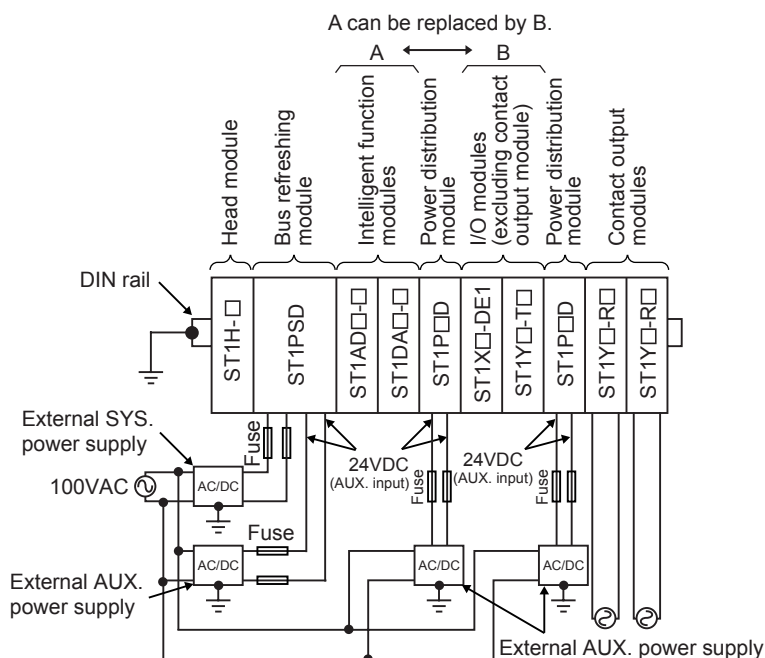 A can be replaced by B.
A
B
Head module
Bus refreshing
module
Intelligent function
modules
Power distribution
module
I/O modules
(excluding contact
output module)
Power distribution
module
Contact output
modules
DIN rail
ST1H-□
ST1PSD
ST1AD□-□
ST1DA□-□
ST1P□D
ST1X□-DE1
ST1Y□-T□
ST1P□D
ST1Y□-R□
ST1Y□-R□
External SYS.
power supply
Fuse
24VDC
(AUX. input)
Fuse
24VDC
(AUX. input)
Fuse
100VAC
AC/DC
Fuse
AC/DC
AC/DC
AC/DC
External AUX.
power supply
External AUX. power supply